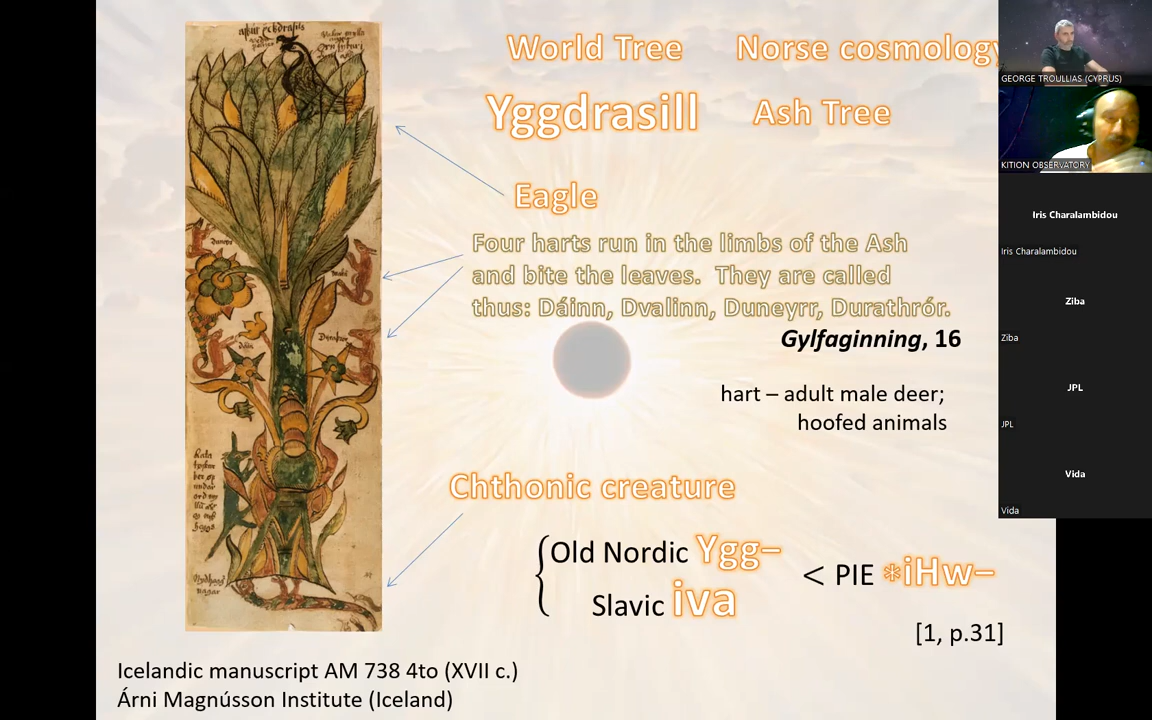 World Tree
Norse cosmology
Yggdrasill
Ash Tree
Eagle
Four harts run in the limbs of the Ash
and bite the leaves. They are called
thus: Dáinn, Dvalinn, Duneyrr, Durathrór.
Gylfaginning, 16
hart – adult male deer;
hoofed animals
Chthonic creature
Old Nordic Ygg–
Slavic iva
< PIE *iHw–
[1, p.31]
Icelandic manuscript AM 738 4to (XVII c.)
Árni Magnússon Institute (Iceland)
GEORGE TROULLIAS (CYPRUS)
KITION OBSERVATORY
Iris Charalambidou
Iris Charalambidou
Ziba
Ziba
JPL
JPL
Vida
Vida